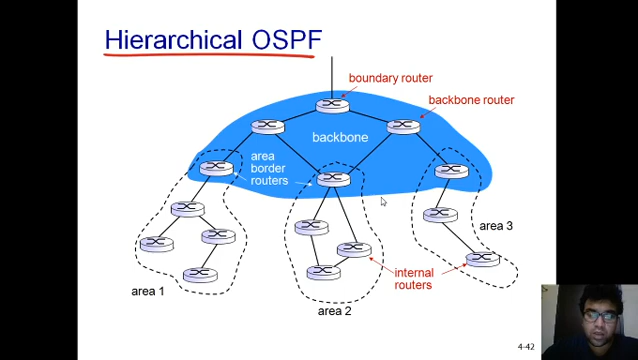 Hierarchical OSPF
boundary router
backbone router
backbone
area
border
routers
area 3
internal
routers
area 1
area 2
4-42